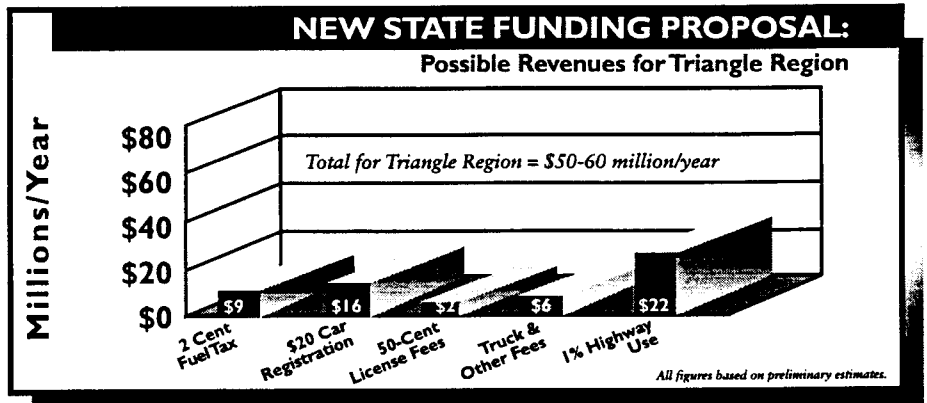 NEW STATE FUNDING PROPOSAL:
Possible Revenues for Triangle Region
Millions/Year
$80
$60
$40
$20
$0
Total for Triangle Region = $50-60 million/year
$9
$16
$2
$6
$22
2 Cent
Fuel Tax
$20 Car
Registration
50-Cent
License Fees
Truck &
Other Fees
1% Highway
Use
All figures based on preliminary estimates.